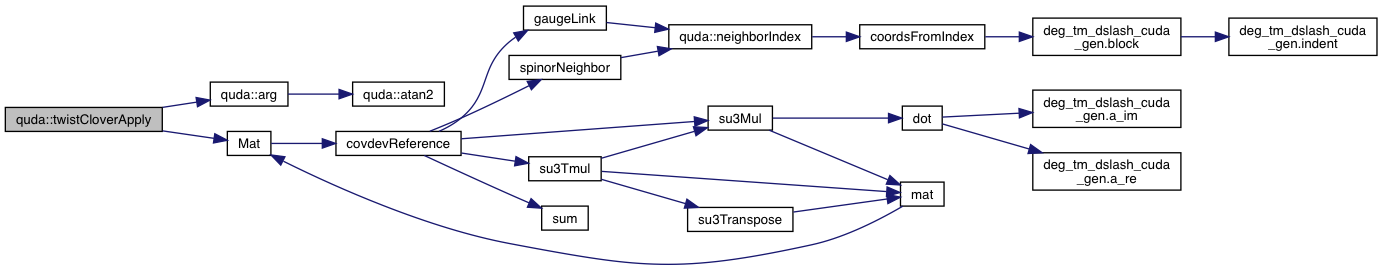 gaugeLink
quda::neighborIndex
coordsFromIndex
deg_tm_dslash_cuda
_gen.block
deg_tm_dslash_cuda
_gen.indent
spinorNeighbor
quda::arg
quda::atan2
quda::twistCloverApply
Mat
covdevReference
su3Mul
dot
deg_tm_dslash_cuda
_gen.a_im
su3Tmul
deg_tm_dslash_cuda
_gen.a_re
mat
sum
su3Transpose